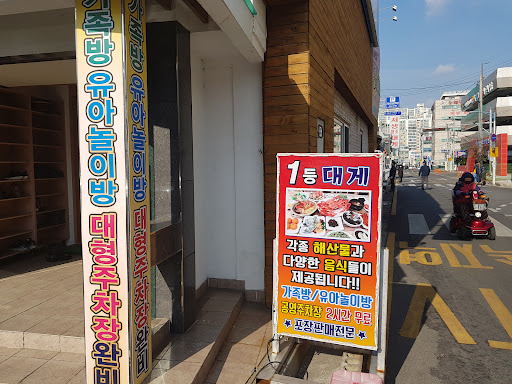 가족방 유아놀이방 대형주차장완비
가족방 유아놀이방 대형주차장완비
1등 대게
각종 해산물과
다양한 음식들이
제공됩니다!!
가족방/유아놀이방
공영주차장 2시간 무료
★ 포장판매전문 ★